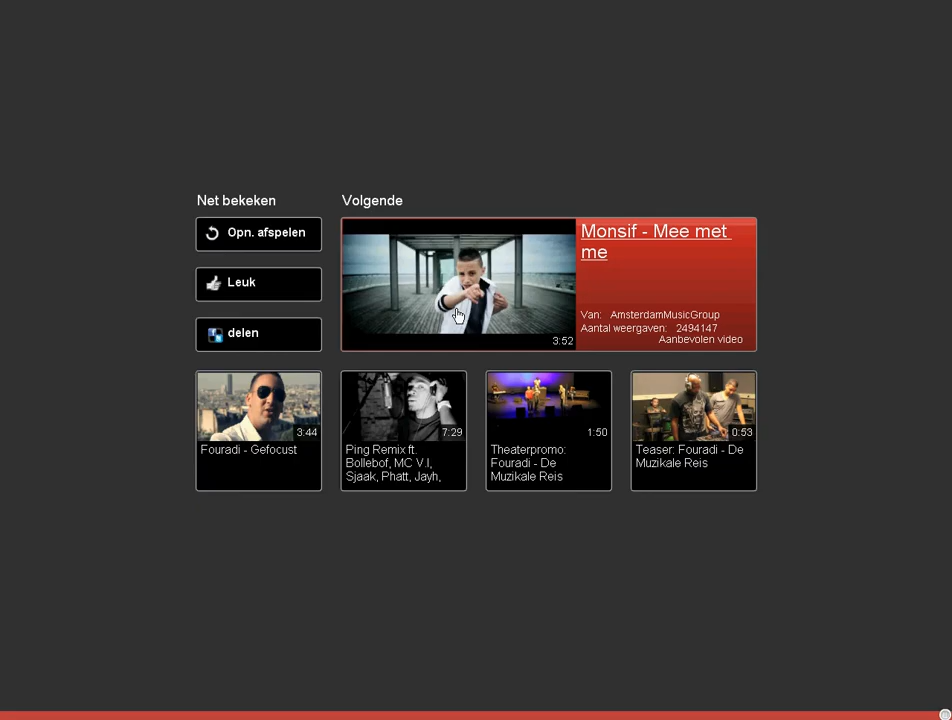 Net bekeken
Volgende
Opn. afspelen
Leuk
delen
Monsif - Mee met
me
Van: AmsterdamMusicGroup
Aantal weergaven: 2494147
Aanbevolen video
3:52
3:44
Fouradi - Gefocust
7:29
Ping Remix ft.
Bollebof, MC V.I,
Sjaak, Phatt, Jayh,
1:50
Theaterpromo:
Fouradi - De
Muzikale Reis
0:53
Teaser: Fouradi - De
Muzikale Reis